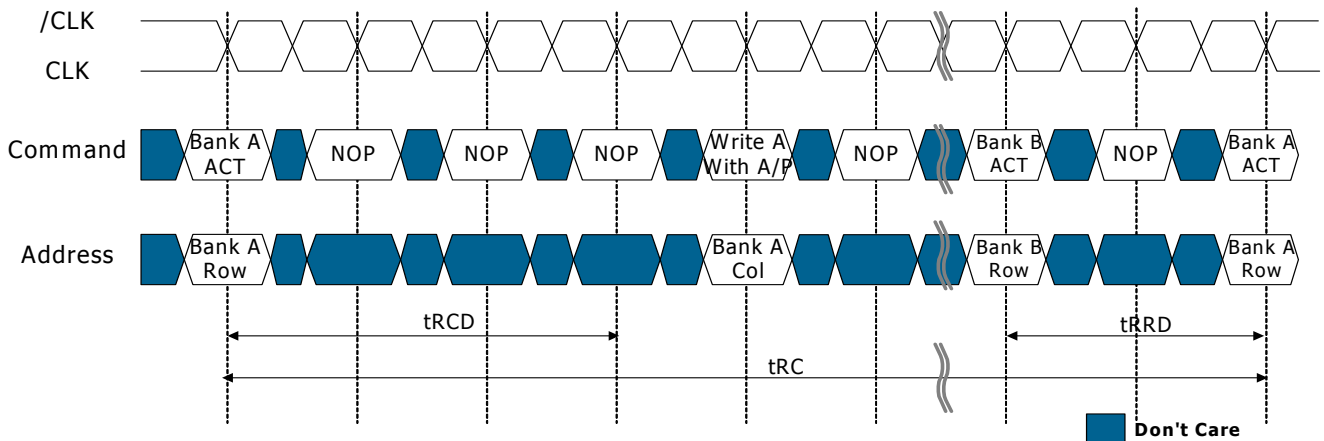 /CLK
CLK
Command
Bank A
ACT
NOP
NOP
NOP
Write A
With A/P
NOP
Bank B
ACT
NOP
Bank A
ACT
Address
Bank A
Row
Bank A
Col
Bank B
Row
Bank A
Row
tRCD
tRRD
tRC
Don't Care